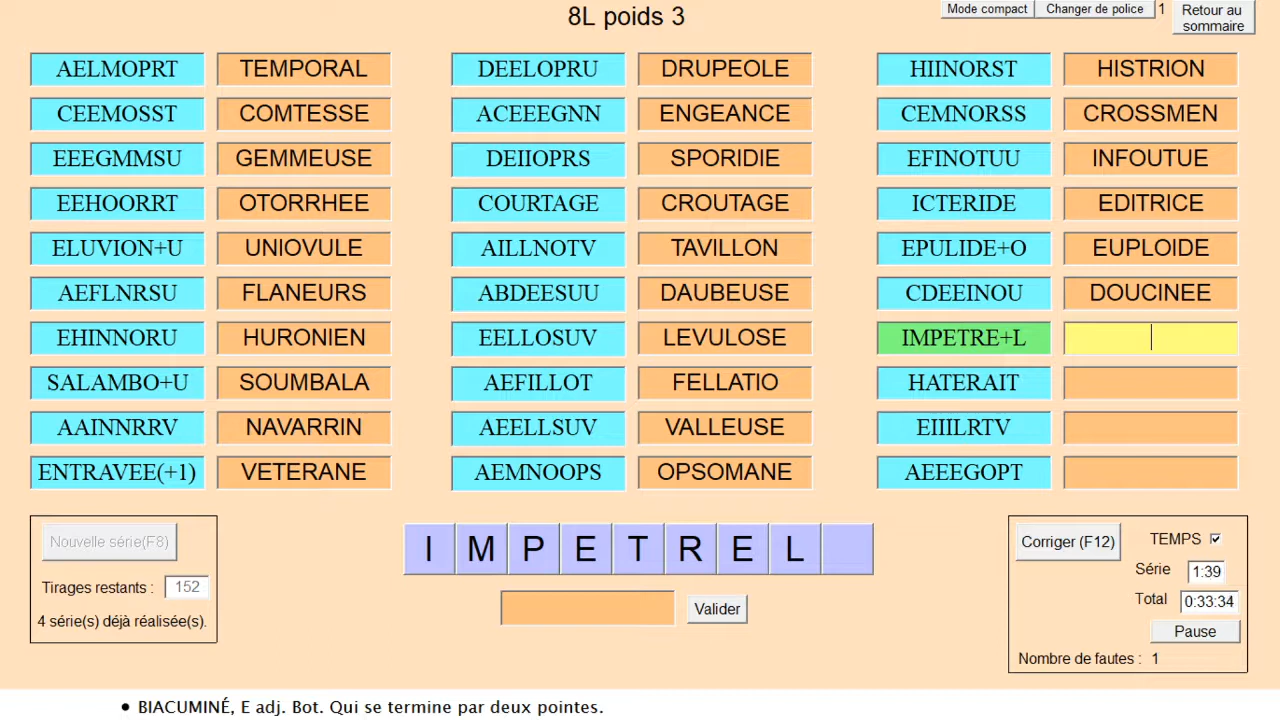 8L poids 3
Mode compact Changer de police 1 Retour au sommaire
AELMOPRT TEMPORAL DEELOPRU DRUPEOLE HIINORST HISTRION
CEEMOSST COMTESSE ACEEEGNN ENGEANCE CEMNORSS CROSSMEN
EEEGMMSU GEMMEUSE DEIIOPRS SPORIDIE EFINOTUU INFOUTUE
EEHOORRT OTORRHEE COURTAGE CROUTAGE ICTERIDE EDITRICE
ELUVION+U UNIOVULE AILLNOTV TAVILLON EPULIDE+O EUPLOIDE
AEFLNRSU FLANEURS ABDEESUU DAUBEUSE CDEEINOU DOUCINEE
EHINNORU HURONIEN EELLOSUV LEVULOSE IMPETRE+L
SALAMBO+U SOUMBALA AEFILLOT FELLATIO HATERAIT
AAINNRRV NAVARRIN AEELLSUV VALLEUSE EIIILRTV
ENTRAVEE(+1) VETERANE AEMNOOPS OPSOMANE AEEEGOPT
Nouvelle série(F8)
Tirages restants : 152
4 série(s) déjà réalisée(s).
I M P E T R E L
Valider
Corriger (F12) TEMPS
Série 1:39
Total 0:33:34
Pause
Nombre de fautes : 1
• BIACUMINÉ, E adj. Bot. Qui se termine par deux pointes.